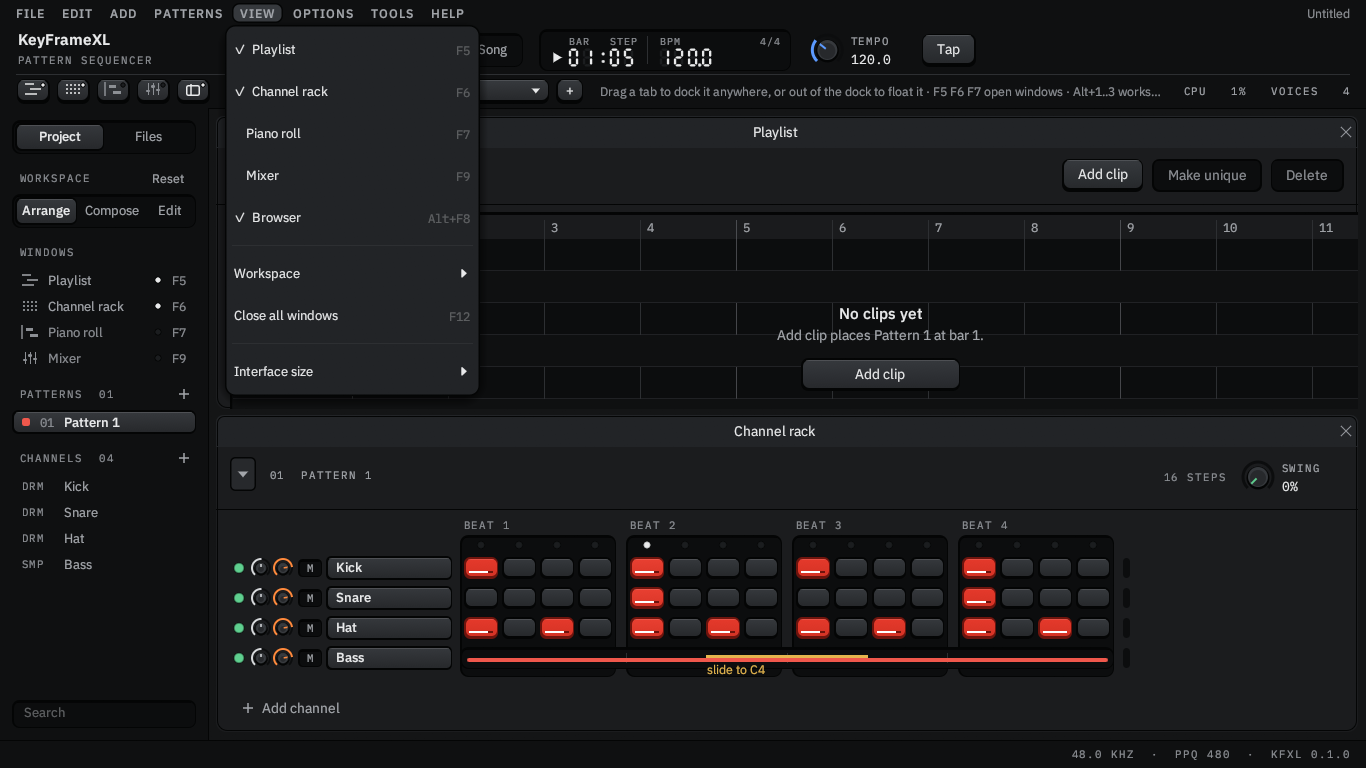 FILE EDIT ADD PATTERNS VIEW OPTIONS TOOLS HELP Untitled
KeyFrameXL
PATTERN SEQUENCER
Song
BAR STEP BPM 4/4
01:05 120.0
TEMPO
120.0
Tap
+ Drag a tab to dock it anywhere, or out of the dock to float it · F5 F6 F7 open windows · Alt+1..3 works... CPU 1% VOICES 4
Playlist F5
Channel rack F6
Piano roll F7
Mixer F9
Browser Alt+F8
Workspace
Close all windows F12
Interface size
Project Files
WORKSPACE Reset
Arrange Compose Edit
WINDOWS
Playlist F5
Channel rack F6
Piano roll F7
Mixer F9
PATTERNS 01 +
01 Pattern 1
CHANNELS 04 +
DRM Kick
DRM Snare
DRM Hat
SMP Bass
Search
Playlist
Add clip Make unique Delete
3 4 5 6 7 8 9 10 11
No clips yet
Add clip places Pattern 1 at bar 1.
Add clip
Channel rack
01 PATTERN 1
16 STEPS
SWING
0%
BEAT 1 BEAT 2 BEAT 3 BEAT 4
M Kick
M Snare
M Hat
M Bass
slide to C4
+ Add channel
48.0 KHZ · PPQ 480 · KFXL 0.1.0